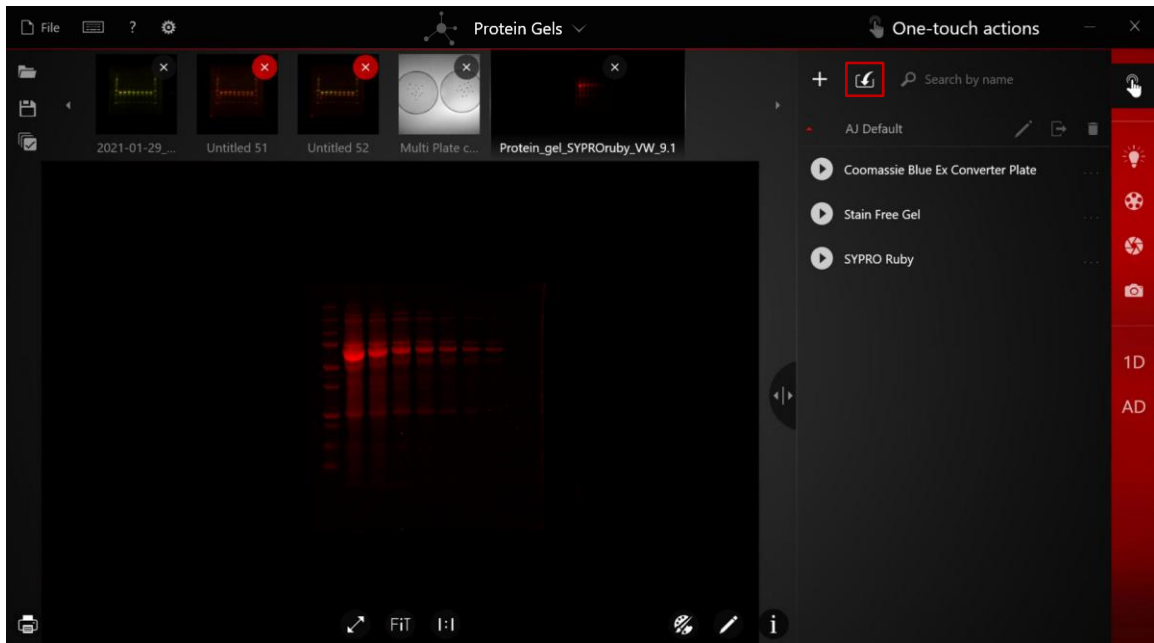 File
?
Protein Gels
One-touch actions
Search by name
2021-01-29_...
Untitled 51
Untitled 52
Multi Plate c...
Protein_gel_SYPROruby_VW_9.1
AJ Default
Coomassie Blue Ex Converter Plate
...
Stain Free Gel
...
SYPRO Ruby
...
1D
AD
FiT
1:1
i